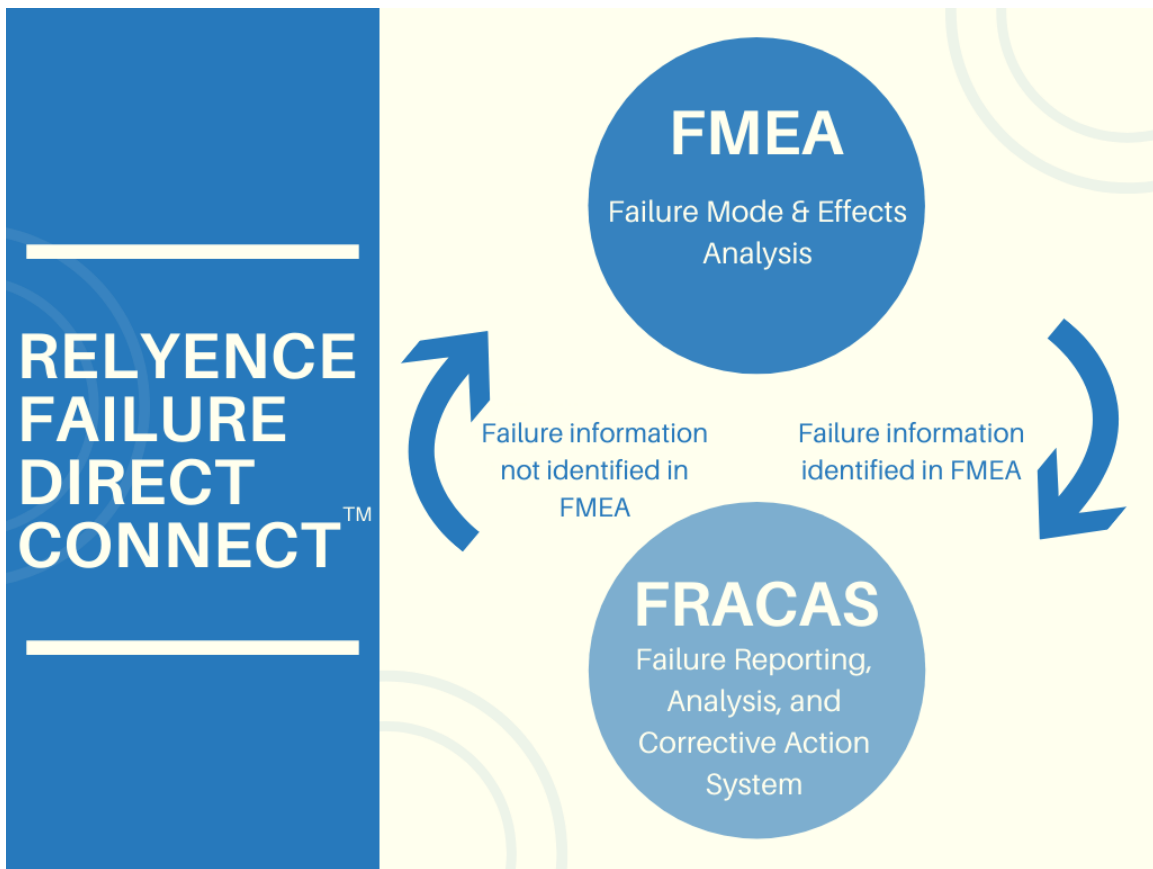 RELYENCE
FAILURE
DIRECT
CONNECT™
FMEA
Failure Mode & Effects
Analysis
Failure information
not identified in
FMEA
Failure information
identified in FMEA
FRACAS
Failure Reporting,
Analysis, and
Corrective Action
System